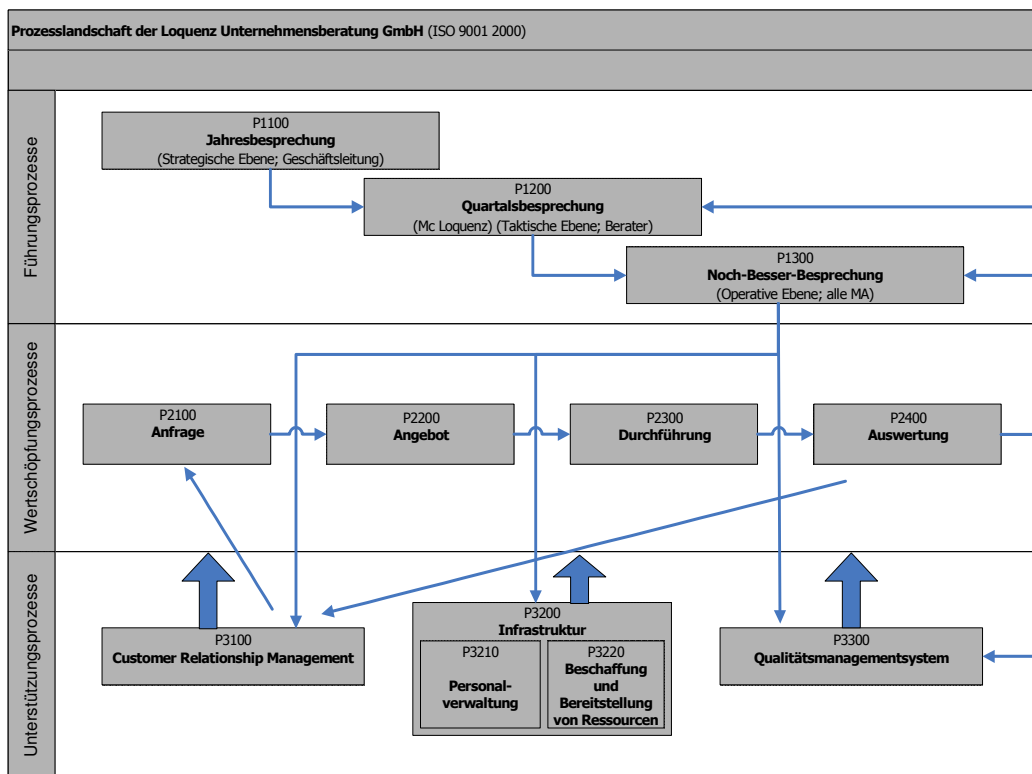 Prozesslandschaft der Loquenz Unternehmensberatung GmbH (ISO 9001 2000)
Führungsprozesse
P1100
Jahresbesprechung
(Strategische Ebene; Geschäftsleitung)
P1200
Quartalsbesprechung
(Mc Loquenz) (Taktische Ebene; Berater)
P1300
Noch-Besser-Besprechung
(Operative Ebene; alle MA)
Wertschöpfungsprozesse
P2100
Anfrage
P2200
Angebot
P2300
Durchführung
P2400
Auswertung
Unterstützungsprozesse
P3100
Customer Relationship Management
P3200
Infrastruktur
P3210
Personal-
verwaltung
P3220
Beschaffung
und
Bereitstellung
von Ressourcen
P3300
Qualitätsmanagementsystem